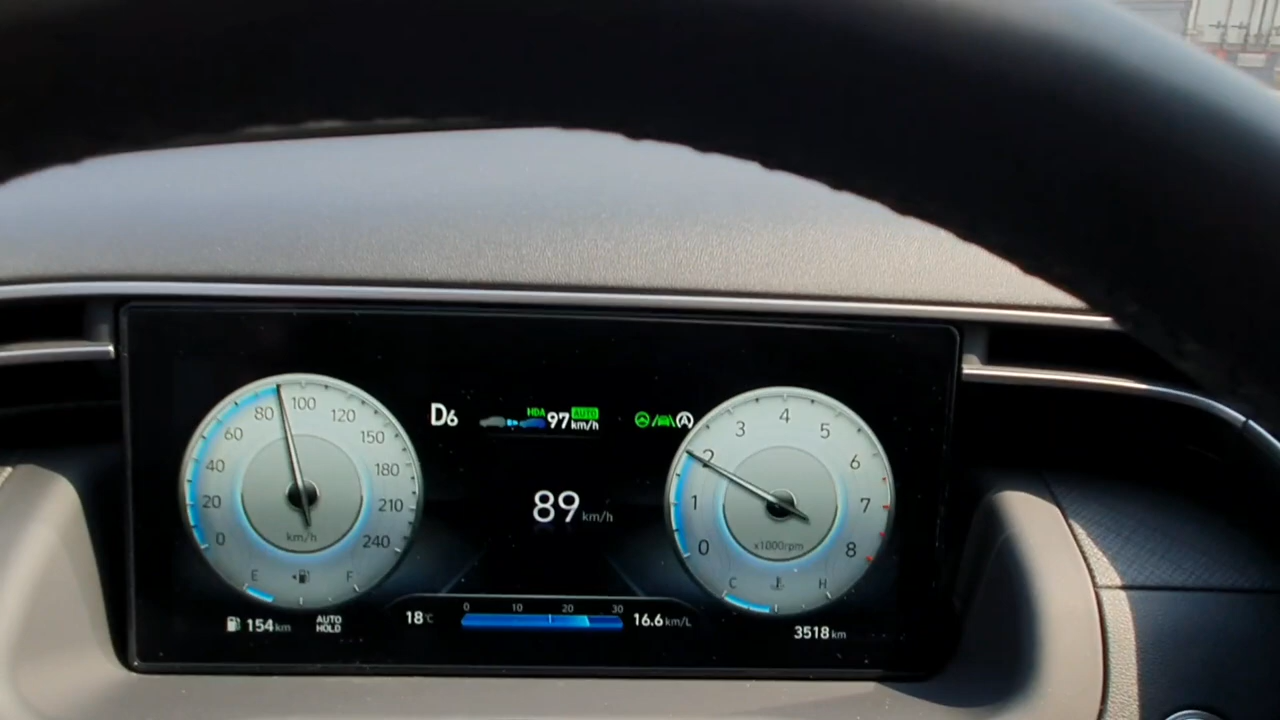 80 100 120
60 150
40 180
20 210
0 240
km/h
E F
154 km
AUTO
HOLD
D6
HDA
97 km/h
AUTO
A
89 km/h
18°C
0 10 20 30
16.6 km/L
3 4 5
2 6
1 7
0 8
x1000rpm
C H
3518 km